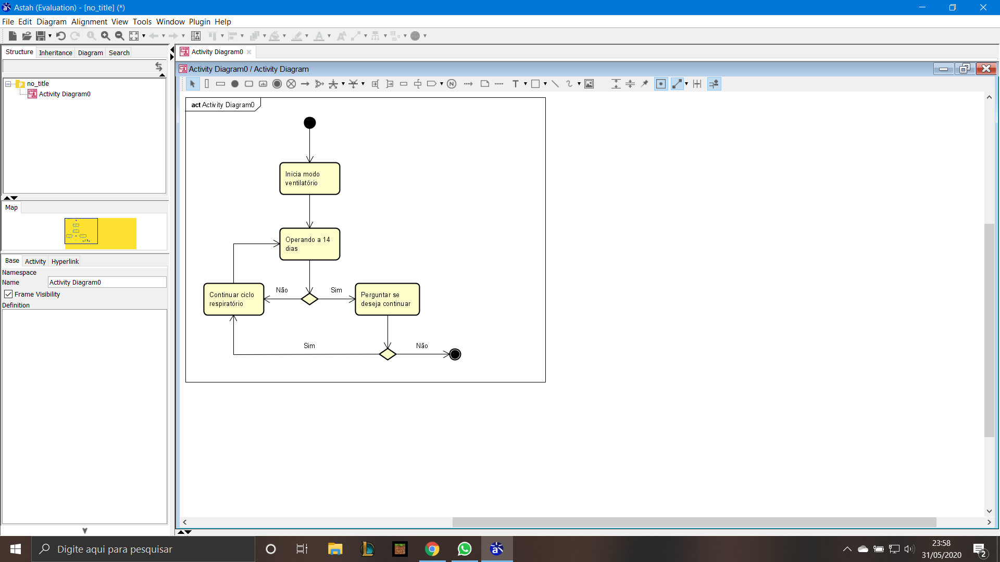 Astah (Evaluation) - [no_title] (*)
File Edit Diagram Alignment View Tools Window Plugin Help
Structure Inheritance Diagram Search
no_title
Activity Diagram0
Map
Base Activity Hyperlink
Namespace
Name Activity Diagram0
Frame Visibility
Definition
Activity Diagram0
Activity Diagram0 / Activity Diagram
act Activity Diagram0
Inicia modo
ventilatório
Operando a 14
dias
Não
Sim
Continuar ciclo
respiratório
Perguntar se
deseja continuar
Sim
Não
Digite aqui para pesquisar
23:58
31/05/2020
2